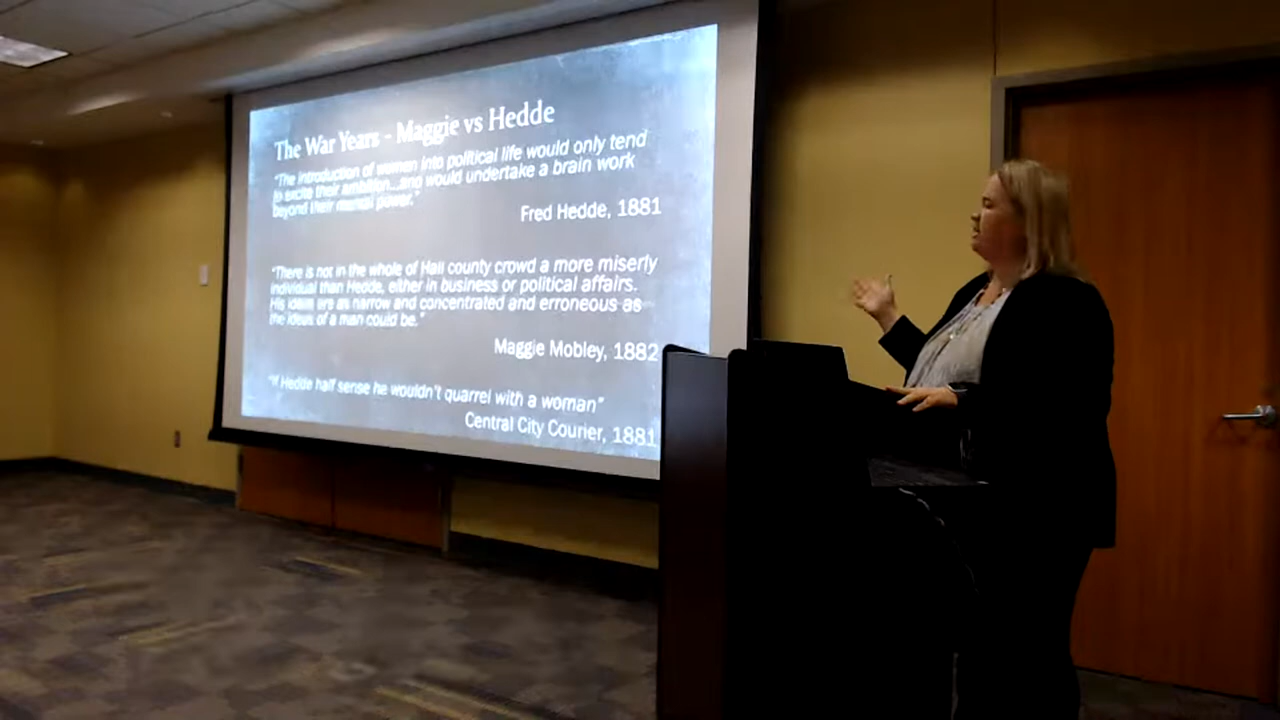 The War Years - Maggie vs Hedde
"The introduction of women into political life would only tend
to excite their ambition...and would undertake a brain work
beyond their mental power."
Fred Hedde, 1881
"There is not in the whole of Hall county crowd a more miserly
individual than Hedde, either in business or political affairs.
His ideas are as narrow and concentrated and erroneous as
the ideas of a man could be."
Maggie Mobley, 1882
"If Hedde half sense he wouldn't quarrel with a woman"
Central City Courier, 1881